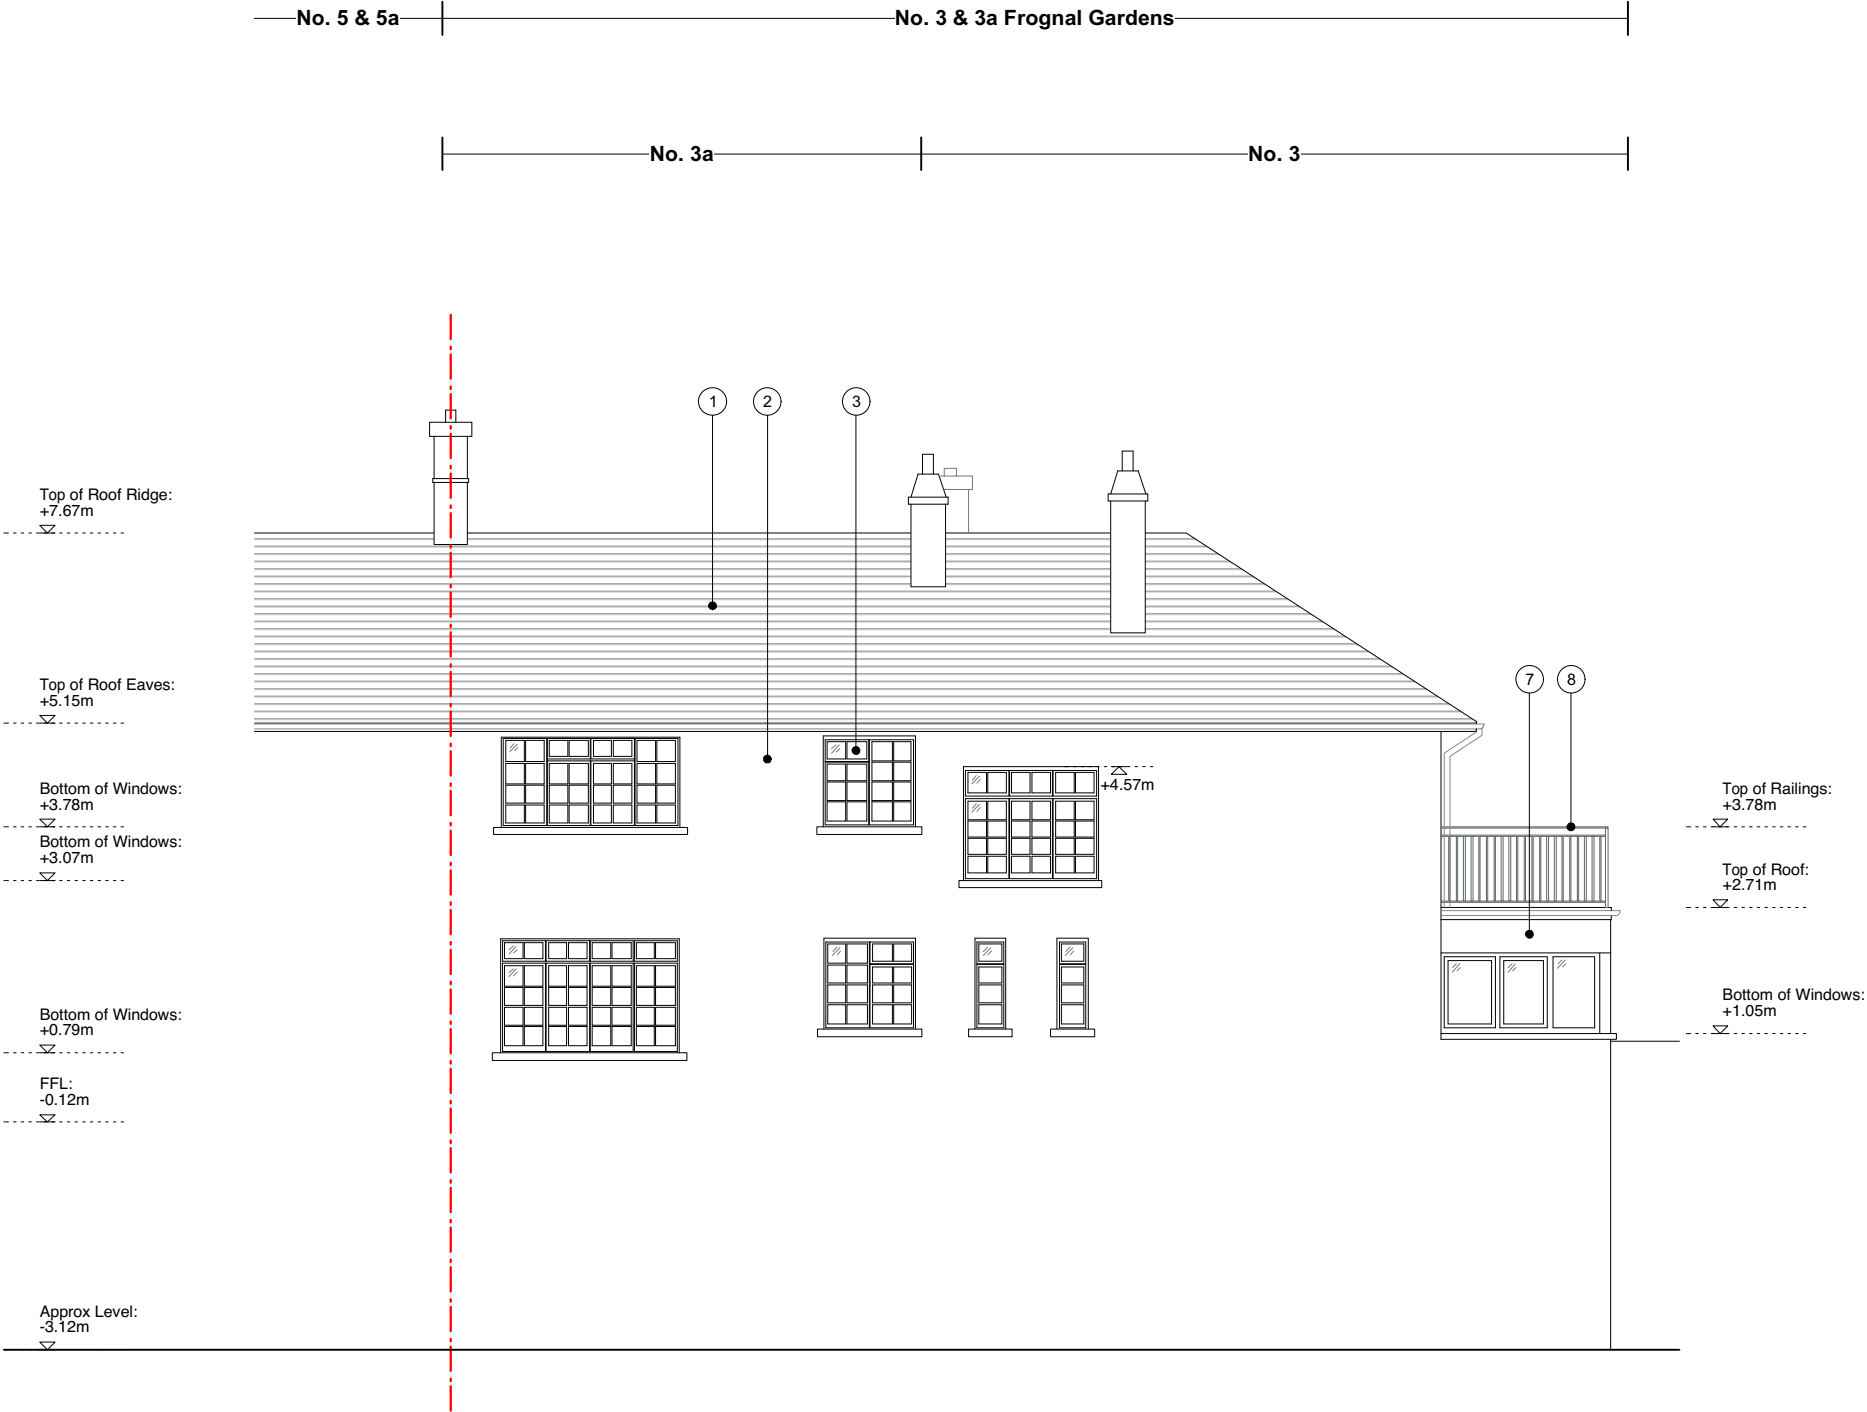 No. 5 & 5a
No. 3 & 3a Frognal Gardens
No. 3a
No. 3
1
2
3
Top of Roof Ridge:
+7.67m
Top of Roof Eaves:
+5.15m
7
8
Bottom of Windows:
+3.78m
+4.57m
Top of Railings:
+3.78m
Bottom of Windows:
+3.07m
Top of Roof:
+2.71m
Bottom of Windows:
+0.79m
Bottom of Windows:
+1.05m
FFL:
-0.12m
Approx Level:
-3.12m